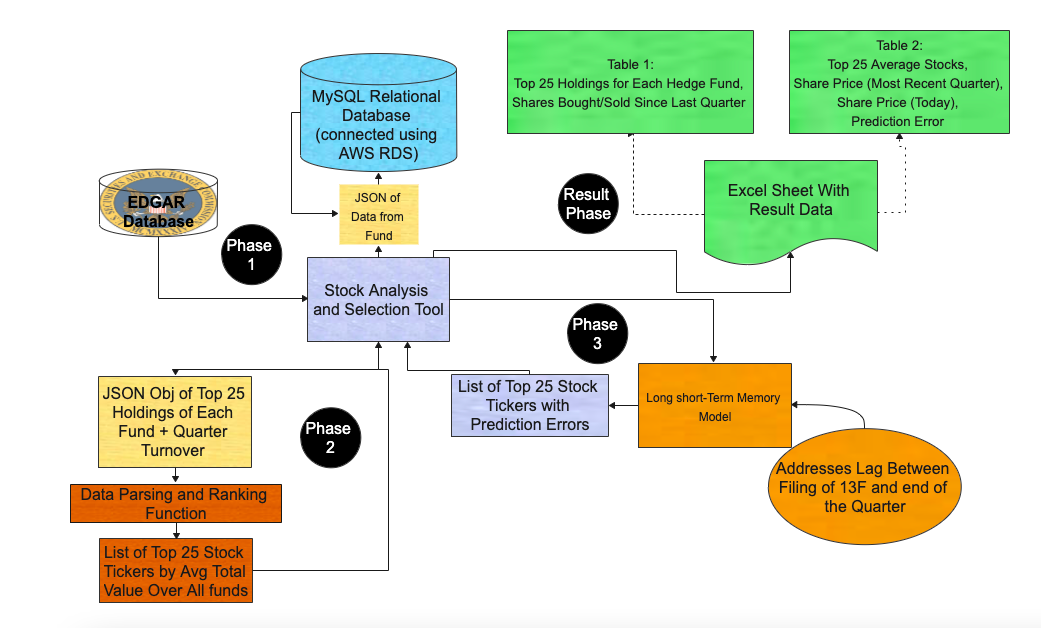 MySQL Relational
Database
(connected using
AWS RDS)
Table 1:
Top 25 Holdings for Each Hedge Fund,
Shares Bought/Sold Since Last Quarter
Table 2:
Top 25 Average Stocks,
Share Price (Most Recent Quarter),
Share Price (Today),
Prediction Error
EDGAR
Database
JSON of
Data from
Fund
Result
Phase
Excel Sheet With
Result Data
Phase
1
Stock Analysis
and Selection Tool
Phase
3
JSON Obj of Top 25
Holdings of Each
Fund + Quarter
Turnover
Phase
2
List of Top 25 Stock
Tickers with
Prediction Errors
Long short-Term Memory
Model
Addresses Lag Between
Filing of 13F and end of
the Quarter
Data Parsing and Ranking
Function
List of Top 25 Stock
Tickers by Avg Total
Value Over All funds